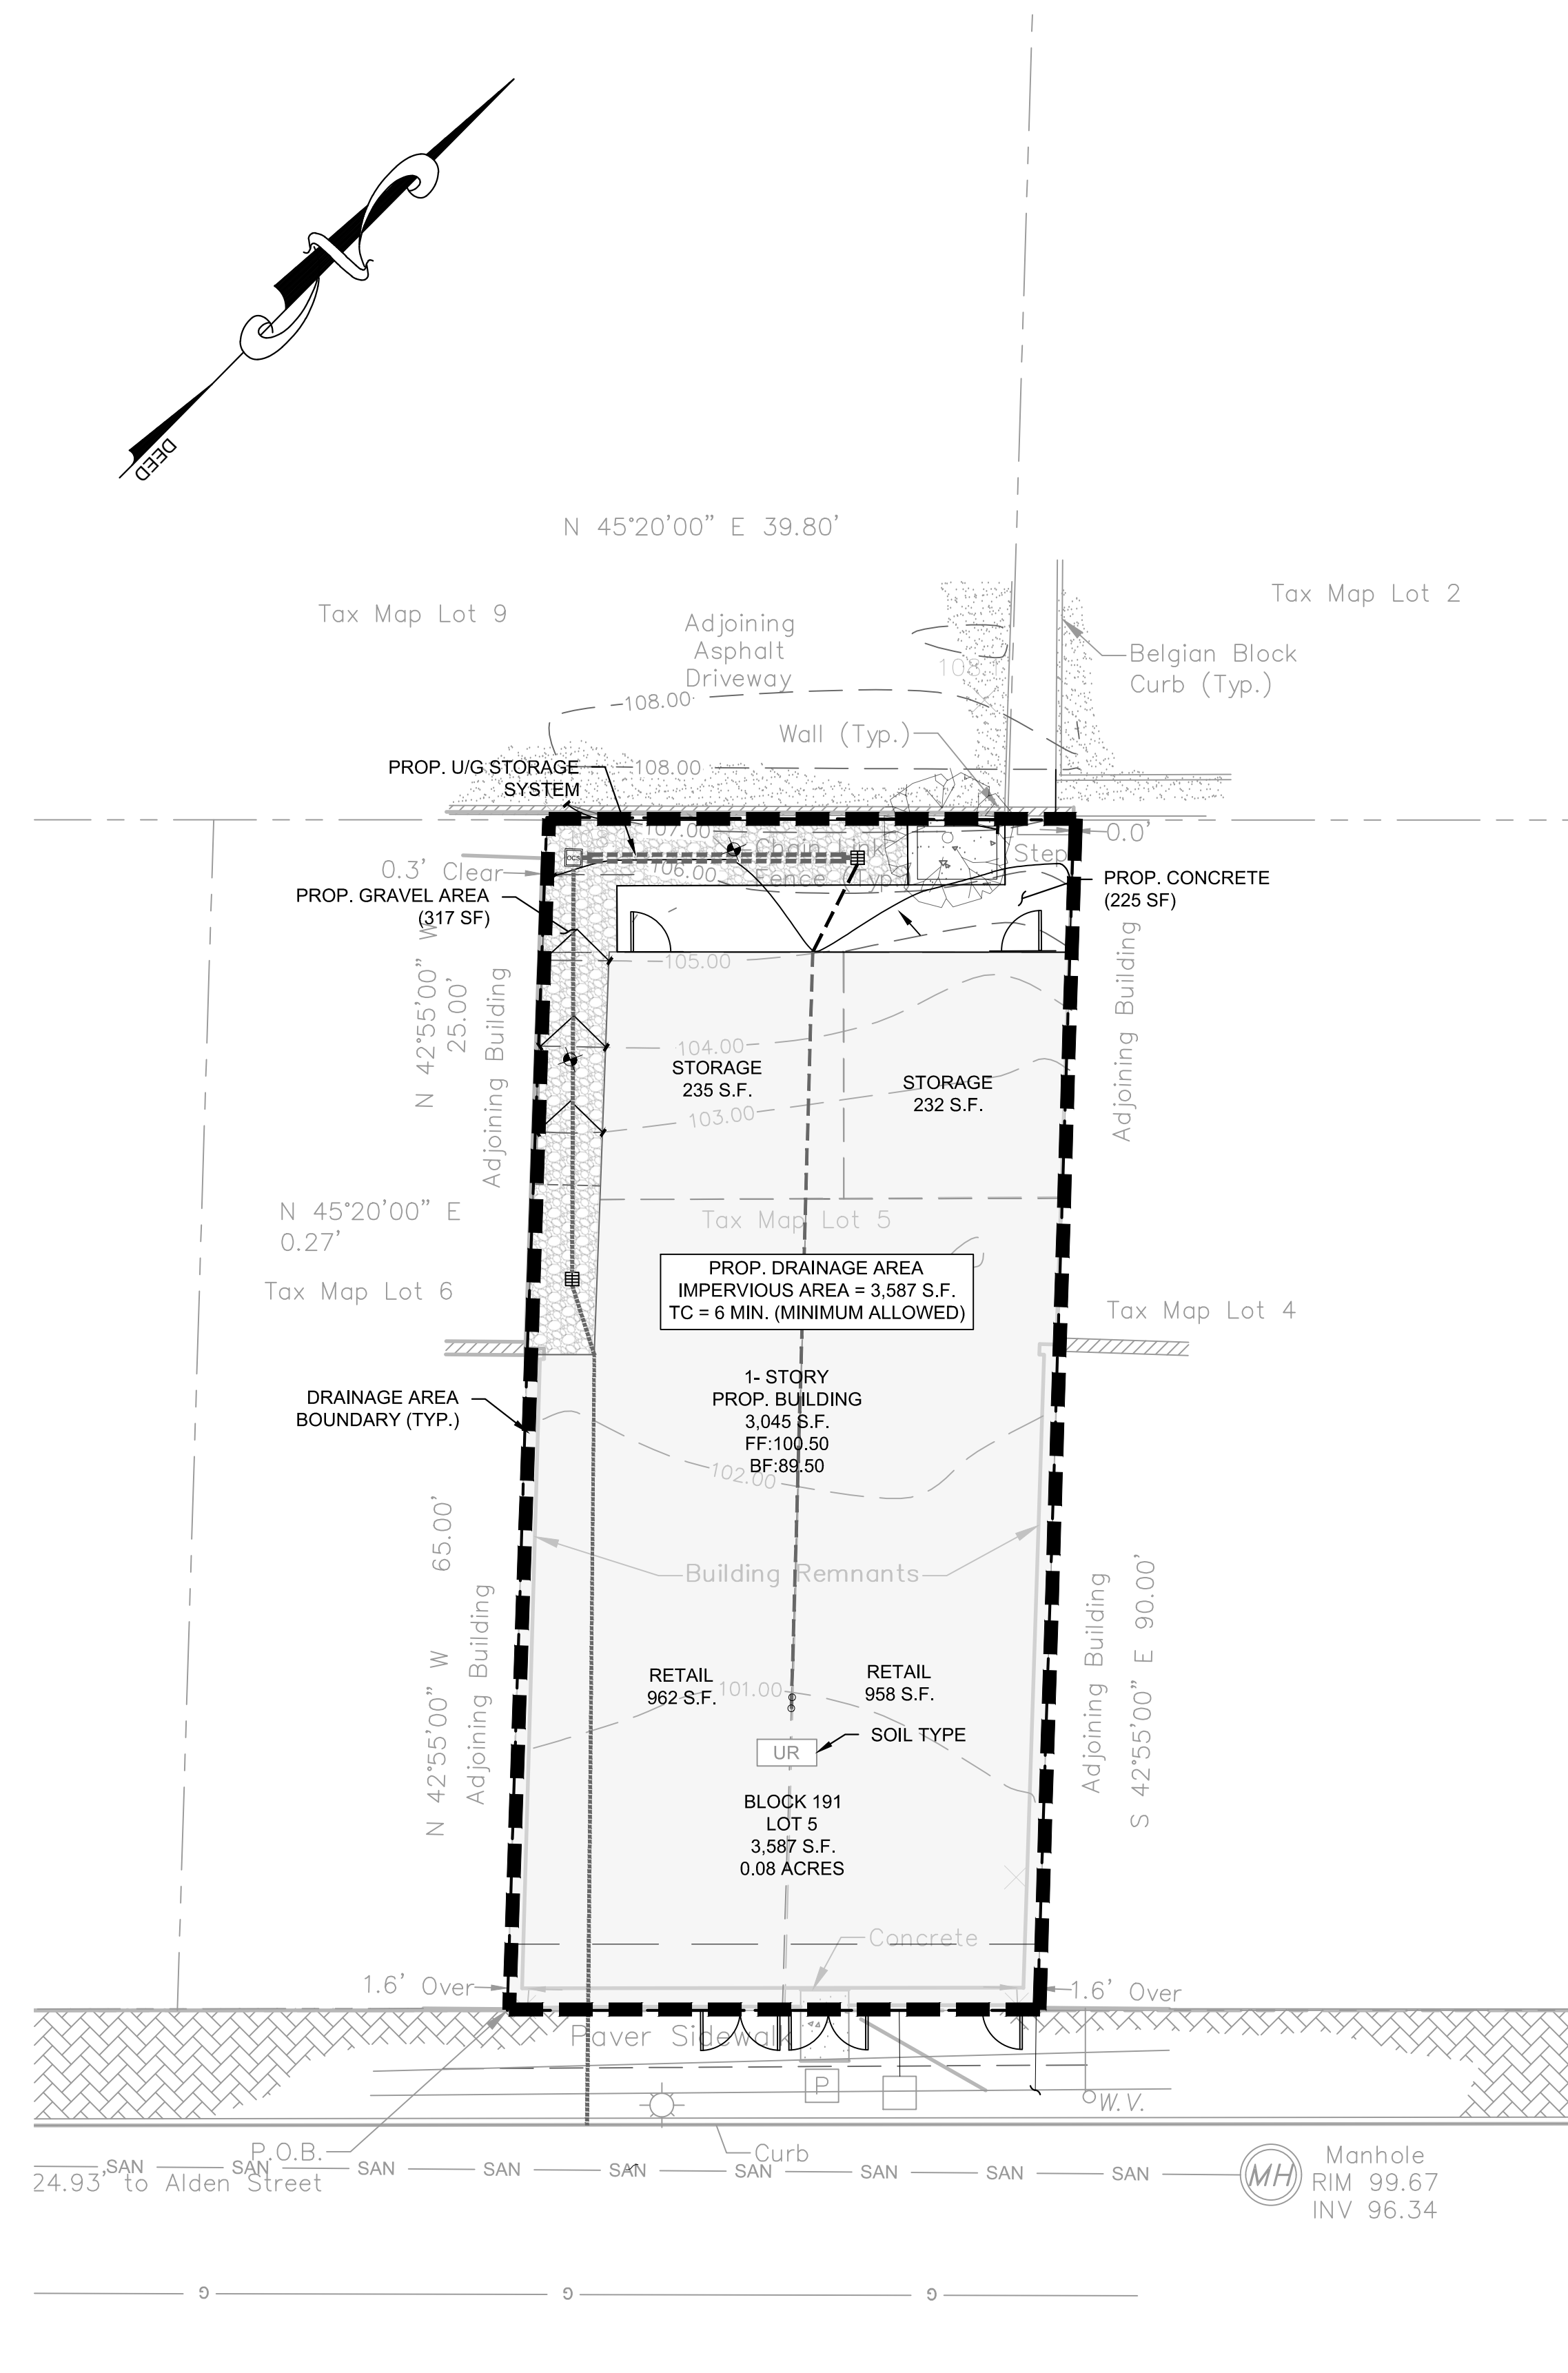 DEED
N 45°20'00" E 39.80'
Tax Map Lot 9
Tax Map Lot 2
Adjoining
Asphalt
Driveway
Belgian Block
Curb (Typ.)
108.00
Wall (Typ.)
PROP. U/G STORAGE
SYSTEM
108.00
107.00
0.0'
Chain Link
Fence (Typ.)
Step
OCS
106.00
0.3' Clear
PROP. GRAVEL AREA
(317 SF)
PROP. CONCRETE
(225 SF)
105.00
N 42°55'00" W
25.00'
Adjoining Building
Adjoining Building
104.00
STORAGE
235 S.F.
STORAGE
232 S.F.
103.00
N 45°20'00" E
0.27'
Tax Map Lot 5
Tax Map Lot 6
Tax Map Lot 4
PROP. DRAINAGE AREA
IMPERVIOUS AREA = 3,587 S.F.
TC = 6 MIN. (MINIMUM ALLOWED)
1- STORY
PROP. BUILDING
3,045 S.F.
FF:100.50
BF:89.50
DRAINAGE AREA
BOUNDARY (TYP.)
102.00
Building Remnants
N 42°55'00" W 65.00'
Adjoining Building
Adjoining Building
S 42°55'00" E 90.00'
RETAIL
962 S.F.
RETAIL
958 S.F.
101.00
SOIL TYPE
UR
BLOCK 191
LOT 5
3,587 S.F.
0.08 ACRES
Concrete
1.6' Over
1.6' Over
Paver Sidewalk
P
W.V.
P.O.B.
Curb
SAN SAN SAN SAN SAN SAN SAN SAN SAN
24.93' to Alden Street
MH
Manhole
RIM 99.67
INV 96.34
G G G